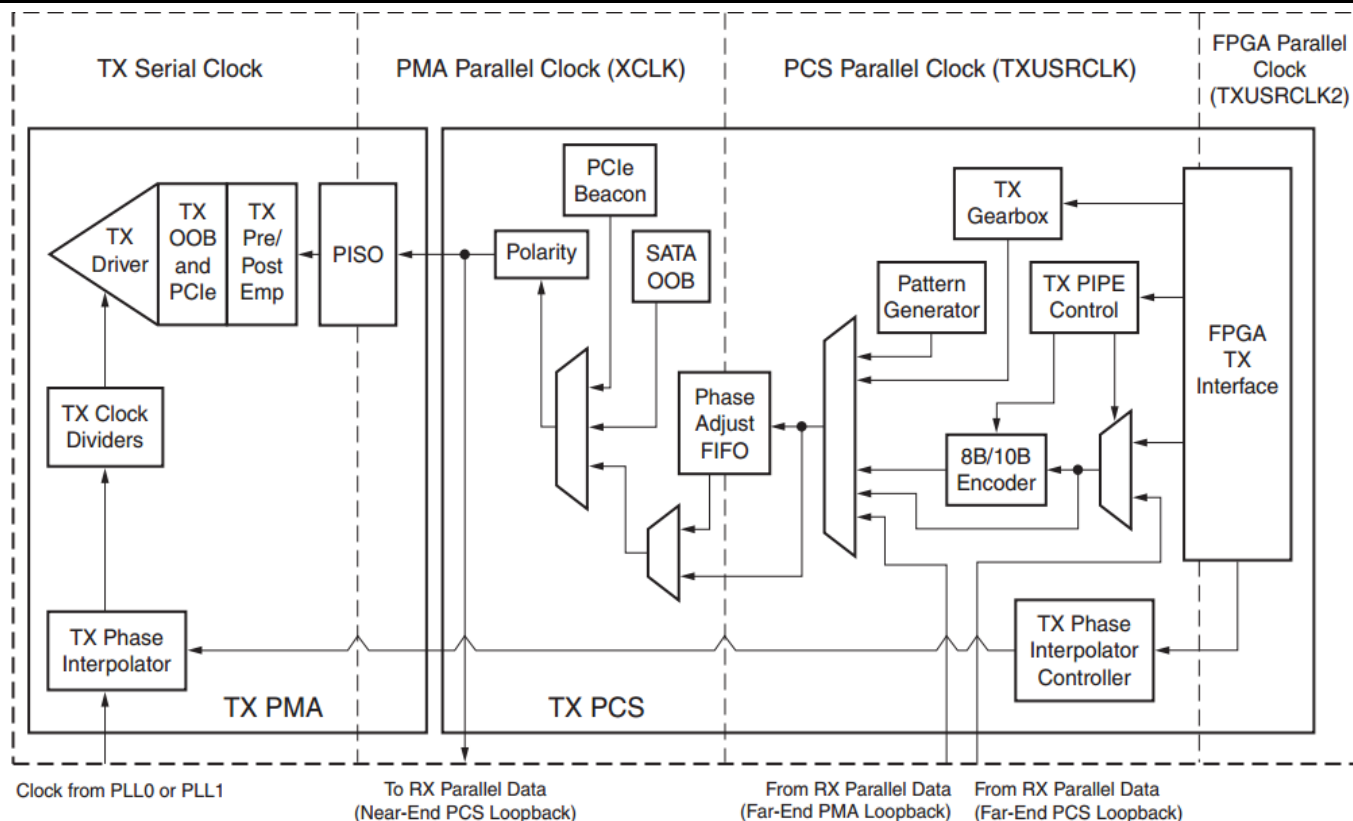 TX Serial Clock
PMA Parallel Clock (XCLK)
PCS Parallel Clock (TXUSRCLK)
FPGA Parallel
Clock
(TXUSRCLK2)
TX
Driver
TX
OOB
and
PCIe
TX
Pre/
Post
Emp
PISO
Polarity
PCIe
Beacon
SATA
OOB
TX
Gearbox
Pattern
Generator
TX PIPE
Control
FPGA
TX
Interface
TX Clock
Dividers
Phase
Adjust
FIFO
8B/10B
Encoder
TX Phase
Interpolator
TX Phase
Interpolator
Controller
TX PMA
TX PCS
Clock from PLL0 or PLL1
To RX Parallel Data
(Near-End PCS Loopback)
From RX Parallel Data
(Far-End PMA Loopback)
From RX Parallel Data
(Far-End PCS Loopback)